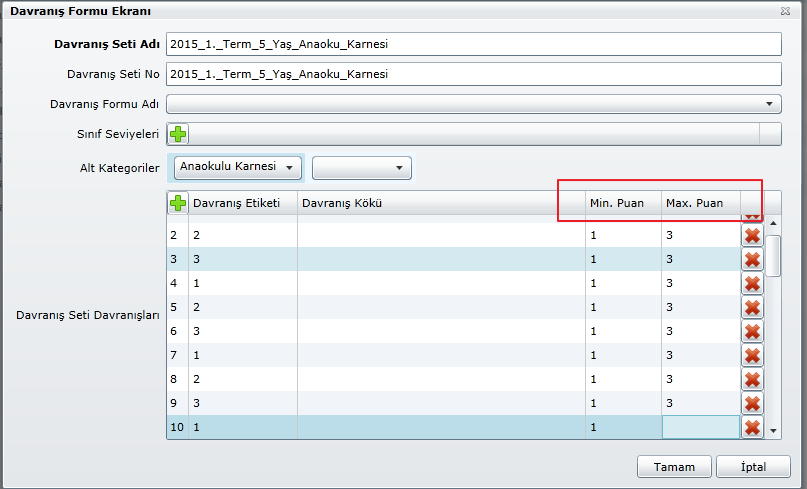 Davranış Formu Ekranı
Davranış Seti Adı 2015_1._Term_5_Yaş_Anaoku_Karnesi
Davranış Seti No 2015_1._Term_5_Yaş_Anaoku_Karnesi
Davranış Formu Adı
Sınıf Seviyeleri
Alt Kategoriler Anaokulu Karnesi
Davranış Etiketi Davranış Kökü Min. Puan Max. Puan
2 2 1 3
3 3 1 3
4 1 1 3
5 2 1 3
Davranış Seti Davranışları
6 3 1 3
7 1 1 3
8 2 1 3
9 3 1 3
10 1 1
Tamam İptal